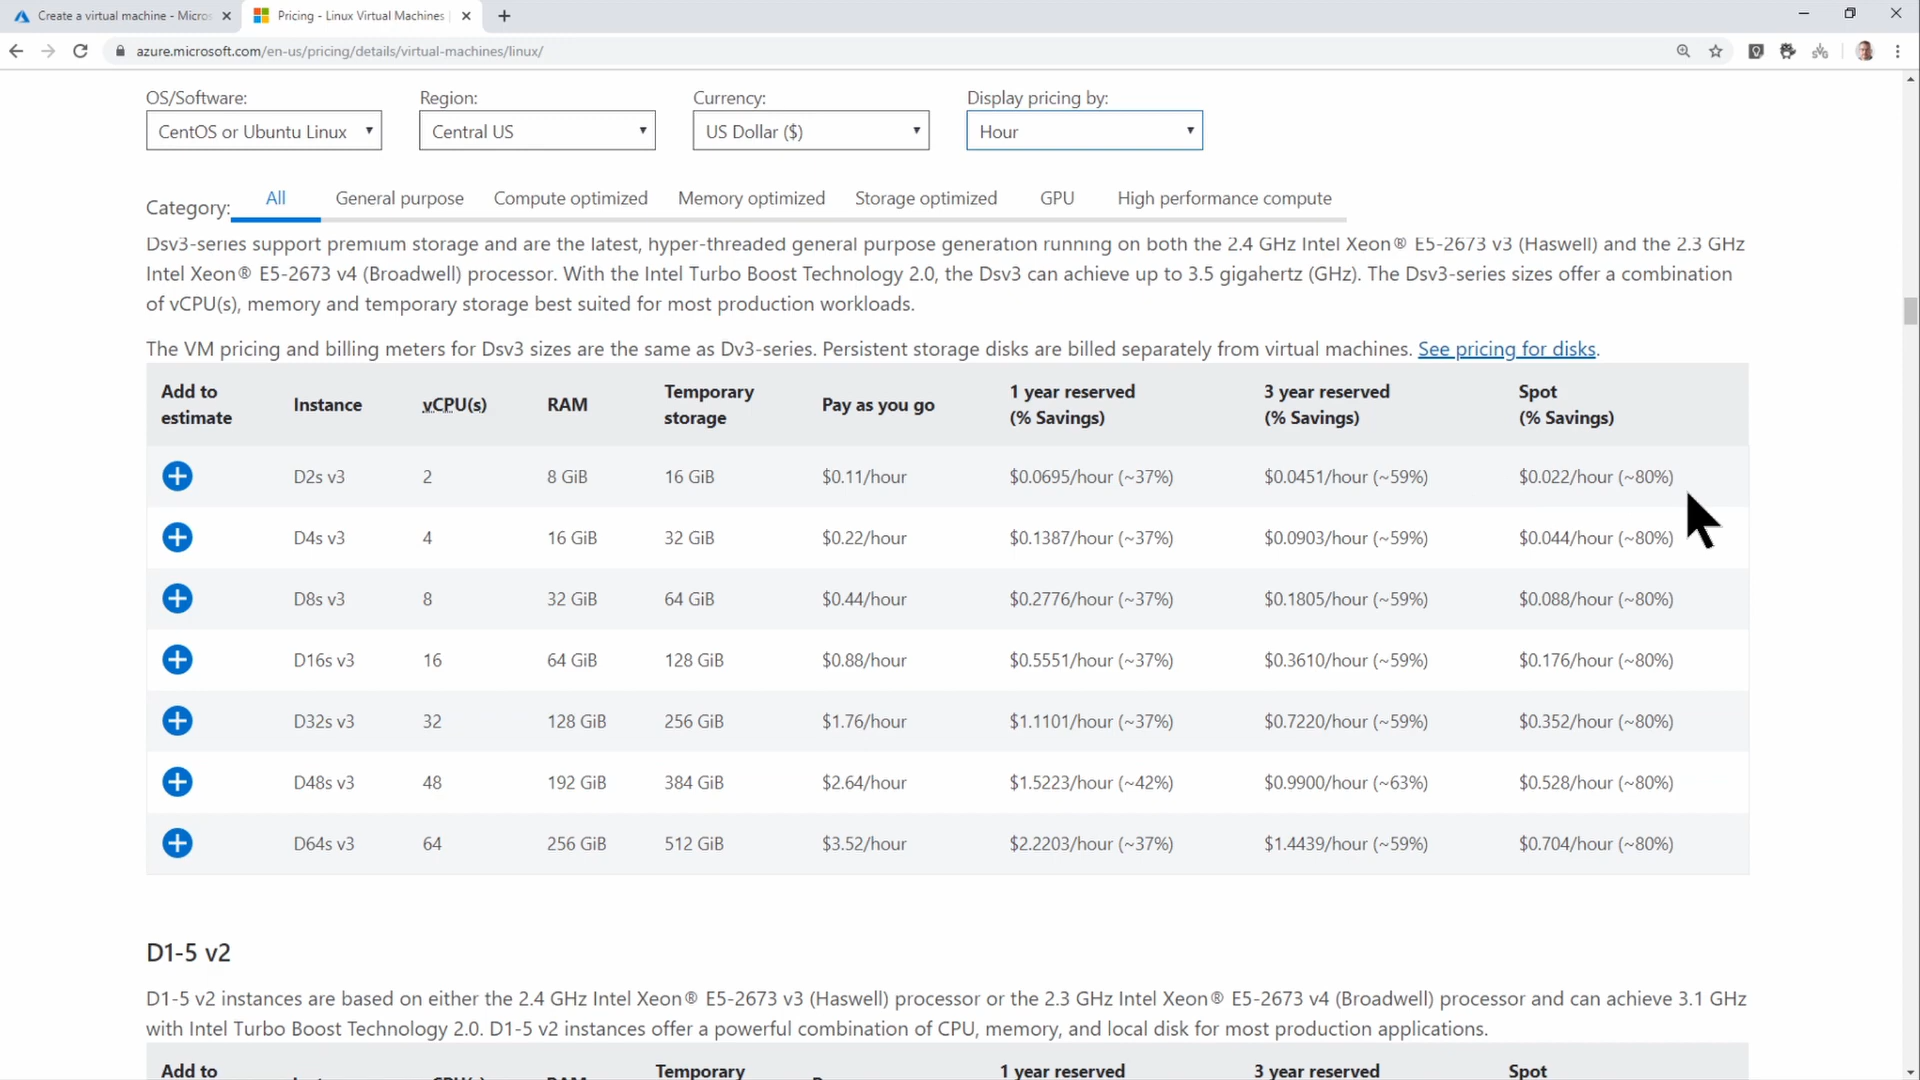 Create a virtual machine - Micros
Pricing - Linux Virtual Machines
azure.microsoft.com/en-us/pricing/details/virtual-machines/linux/
OS/Software: Region: Currency: Display pricing by:
CentOS or Ubuntu Linux Central US US Dollar ($) Hour
Category: All General purpose Compute optimized Memory optimized Storage optimized GPU High performance compute
Dsv3-series support premium storage and are the latest, hyper-threaded general purpose generation running on both the 2.4 GHz Intel Xeon® E5-2673 v3 (Haswell) and the 2.3 GHz
Intel Xeon® E5-2673 v4 (Broadwell) processor. With the Intel Turbo Boost Technology 2.0, the Dsv3 can achieve up to 3.5 gigahertz (GHz). The Dsv3-series sizes offer a combination
of vCPU(s), memory and temporary storage best suited for most production workloads.
The VM pricing and billing meters for Dsv3 sizes are the same as Dv3-series. Persistent storage disks are billed separately from virtual machines. See pricing for disks.
Add to estimate Instance vCPU(s) RAM Temporary storage Pay as you go 1 year reserved (% Savings) 3 year reserved (% Savings) Spot (% Savings)
D2s v3 2 8 GiB 16 GiB $0.11/hour $0.0695/hour (~37%) $0.0451/hour (~59%) $0.022/hour (~80%)
D4s v3 4 16 GiB 32 GiB $0.22/hour $0.1387/hour (~37%) $0.0903/hour (~59%) $0.044/hour (~80%)
D8s v3 8 32 GiB 64 GiB $0.44/hour $0.2776/hour (~37%) $0.1805/hour (~59%) $0.088/hour (~80%)
D16s v3 16 64 GiB 128 GiB $0.88/hour $0.5551/hour (~37%) $0.3610/hour (~59%) $0.176/hour (~80%)
D32s v3 32 128 GiB 256 GiB $1.76/hour $1.1101/hour (~37%) $0.7220/hour (~59%) $0.352/hour (~80%)
D48s v3 48 192 GiB 384 GiB $2.64/hour $1.5223/hour (~42%) $0.9900/hour (~63%) $0.528/hour (~80%)
D64s v3 64 256 GiB 512 GiB $3.52/hour $2.2203/hour (~37%) $1.4439/hour (~59%) $0.704/hour (~80%)
D1-5 v2
D1-5 v2 instances are based on either the 2.4 GHz Intel Xeon® E5-2673 v3 (Haswell) processor or the 2.3 GHz Intel Xeon® E5-2673 v4 (Broadwell) processor and can achieve 3.1 GHz
with Intel Turbo Boost Technology 2.0. D1-5 v2 instances offer a powerful combination of CPU, memory, and local disk for most production applications.
Add to Temporary 1 year reserved 3 year reserved Spot